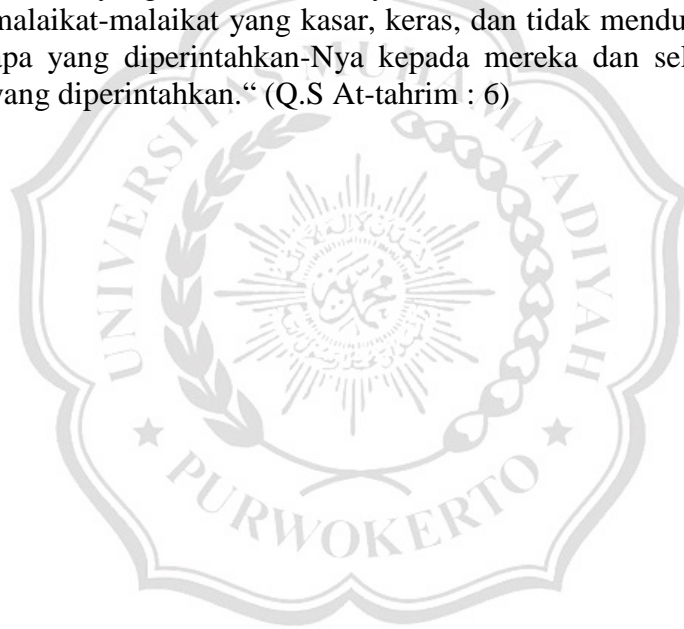 malaikat-malaikat yang kasar, keras, dan tidak mendu
apa yang diperintahkan-Nya kepada mereka dan sel
yang diperintahkan.“ (Q.S At-tahrim : 6)
UNIVERSITAS MUHAMMADIYAH
PURWOKERTO